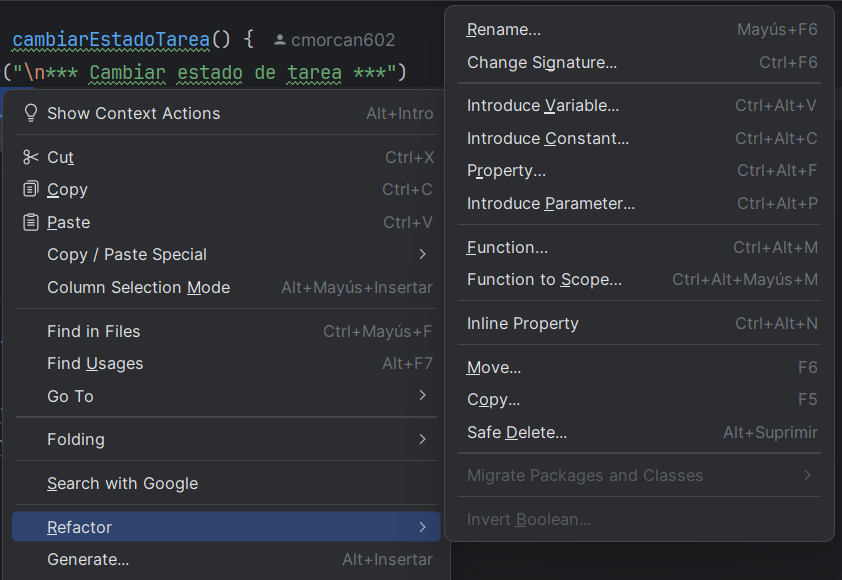 cambiarEstadoTarea() { cmorcan602
("\n*** Cambiar estado de tarea ***")
Show Context Actions Alt+Intro
Cut Ctrl+X
Copy Ctrl+C
Paste Ctrl+V
Copy / Paste Special
Column Selection Mode Alt+Mayús+Insertar
Find in Files Ctrl+Mayús+F
Find Usages Alt+F7
Go To
Folding
Search with Google
Refactor
Generate... Alt+Insertar
Rename... Mayús+F6
Change Signature... Ctrl+F6
Introduce Variable... Ctrl+Alt+V
Introduce Constant... Ctrl+Alt+C
Property... Ctrl+Alt+F
Introduce Parameter... Ctrl+Alt+P
Function... Ctrl+Alt+M
Function to Scope... Ctrl+Alt+Mayús+M
Inline Property Ctrl+Alt+N
Move... F6
Copy... F5
Safe Delete... Alt+Suprimir
Migrate Packages and Classes
Invert Boolean...